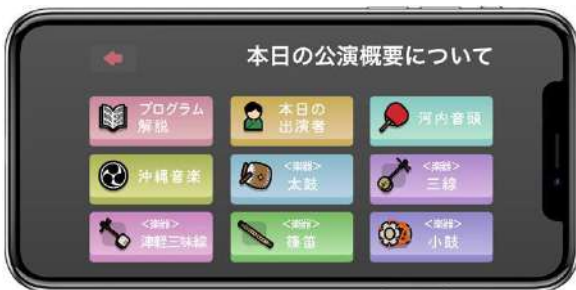 本日の公演概要について
プログラム
解説
本日の
出演者
河内音頭
沖縄音楽
<楽器>
太鼓
<楽器>
三線
<楽器>
津軽三味線
<楽器>
篠笛
<楽器>
小鼓